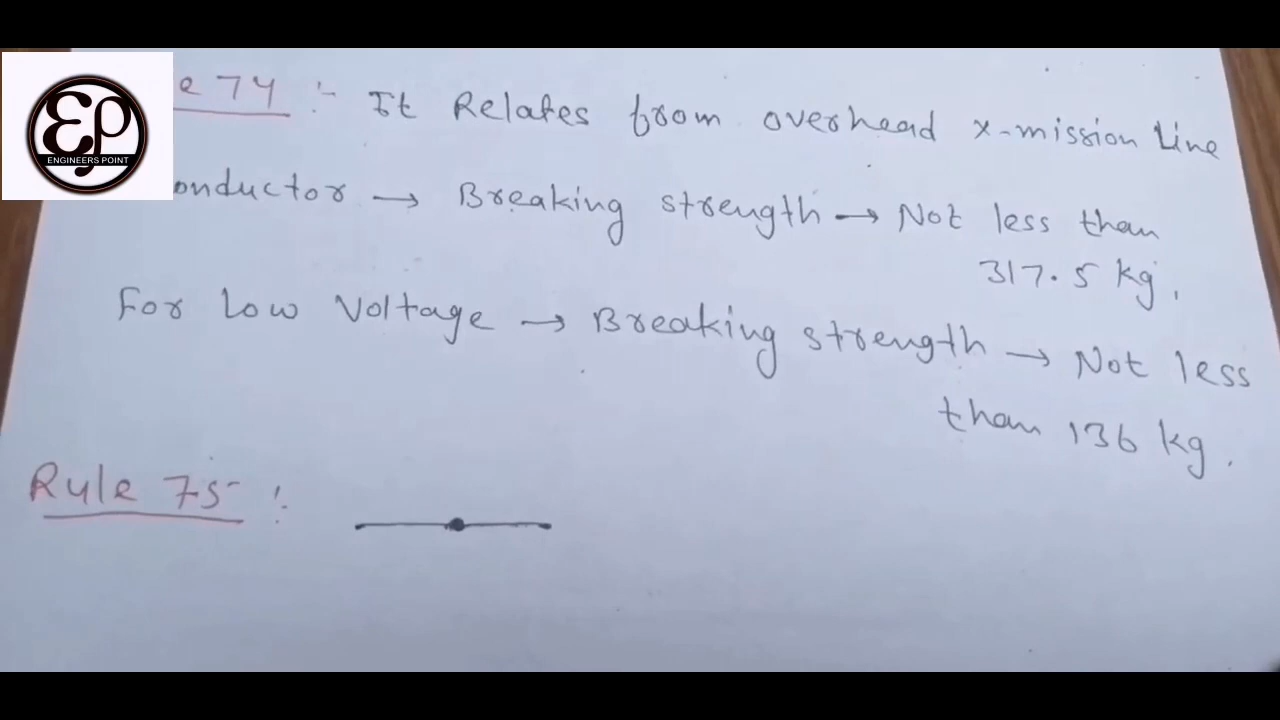 EP
ENGINEERS POINT
e 74 :- It Relates from overhead x-mission Line
onductor → Breaking strength → Not less than
317.5 kg.
For Low Voltage → Breaking strength → Not less
than 136 kg.
Rule 75 :-